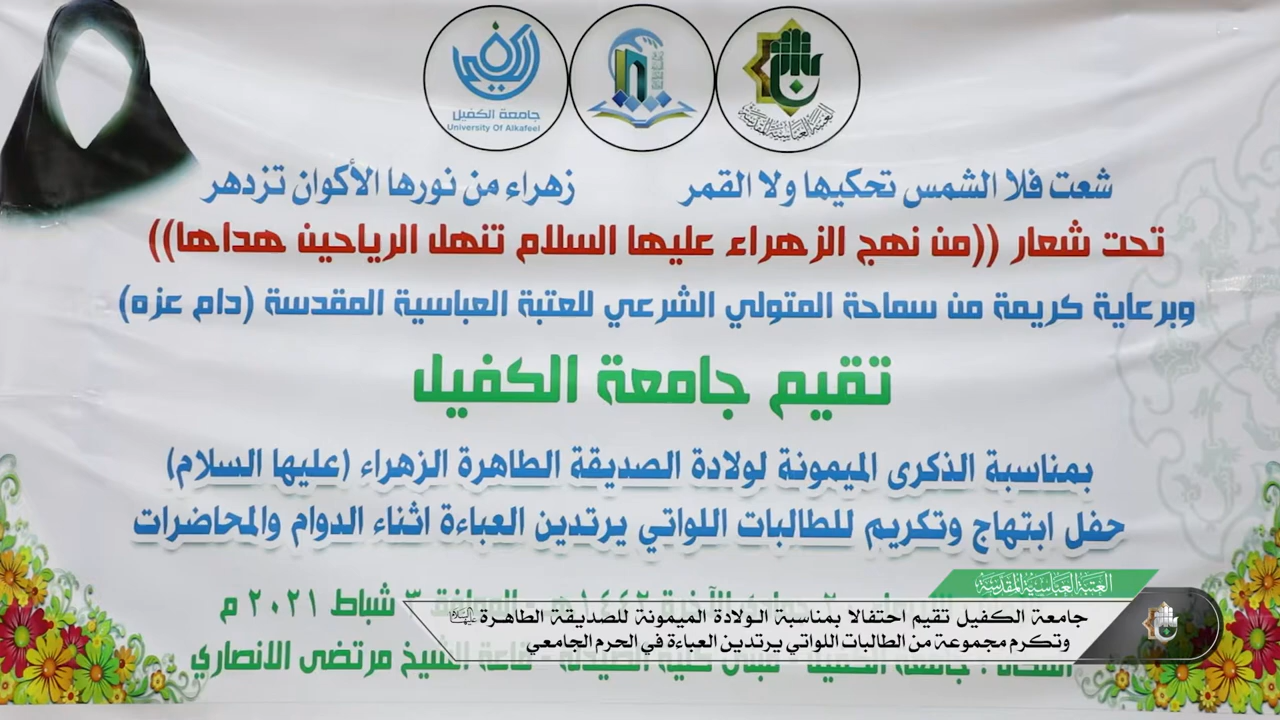 جامعة الكفيل
University Of Alkafeel
العتبة العباسية المقدسة
شعت فلا الشمس تحكيها ولا القمر زهراء من نورها الأكوان تزدهر
تحت شعار ((من نهج الزهراء عليها السلام تنهل الرياحين هداها))
وبرعاية كريمة من سماحة المتولي الشرعي للعتبة العباسية المقدسة (دام عزه)
تقيم جامعة الكفيل
بمناسبة الذكرى الميمونة لولادة الصديقة الطاهرة الزهراء (عليها السلام)
حفل ابتهاج وتكريم للطالبات اللواتي يرتدين العباءة اثناء الدوام والمحاضرات
٣ شباط ٢٠٢١ م
الشيخ مرتضى الانصاري
العتبة العباسية المقدسة
جامعة الكفيل تقيم احتفالا بمناسبة الولادة الميمونة للصديقة الطاهرة
وتكرم مجموعة من الطالبات اللواتي يرتدين العباءة في الحرم الجامعي